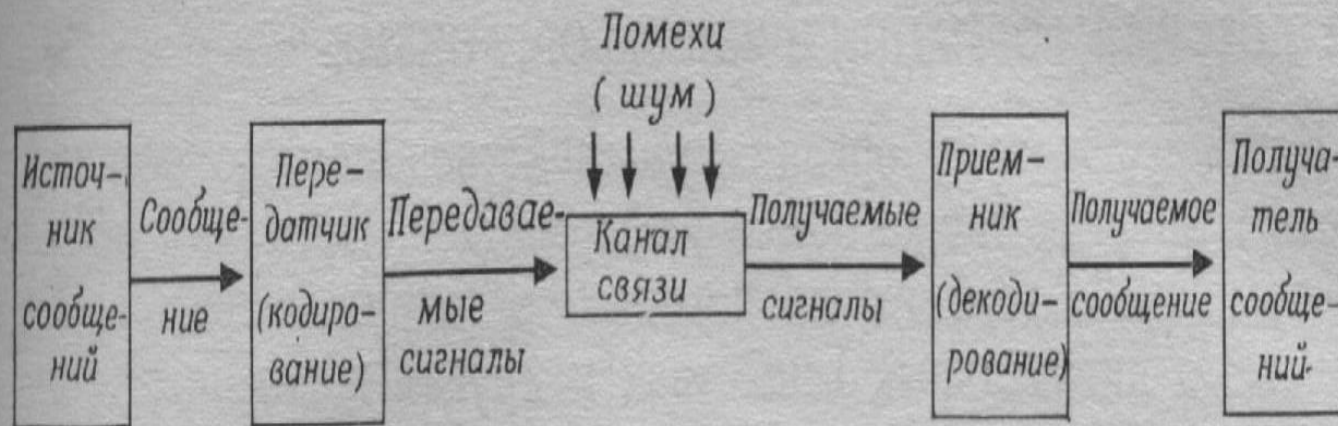 Помехи
( шум )
Источ-
ник
сообще-
ний
Сообще-
ние
Пере-
датчик
(кодиро-
вание)
Передавае-
мые
сигналы
Канал
связи
Получаемые
сигналы
Прием-
ник
(декоди-
рование)
Получаемое
сообщение
Получа-
тель
сообще-
ний